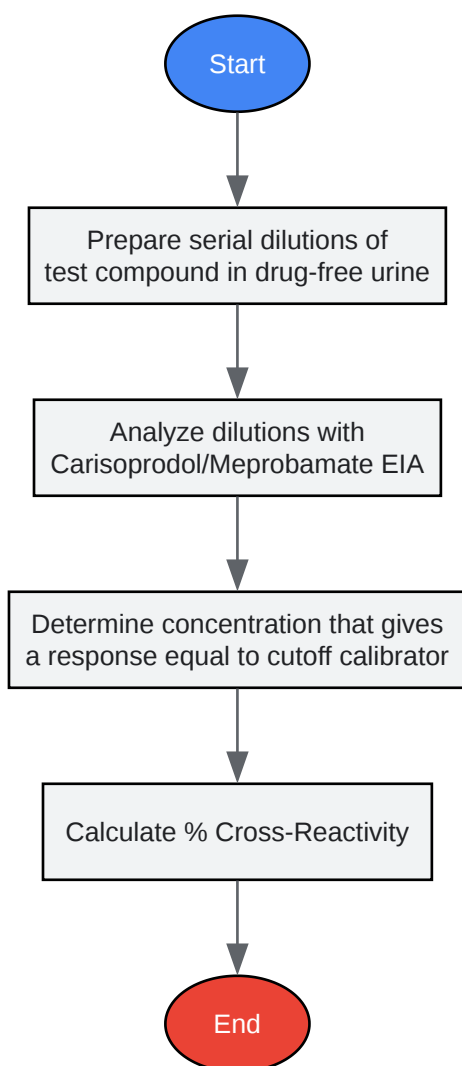 Start
Prepare serial dilutions of
test compound in drug-free urine
Analyze dilutions with
Carisoprodol/Meprobamate EIA
Determine concentration that gives
a response equal to cutoff calibrator
Calculate % Cross-Reactivity
End